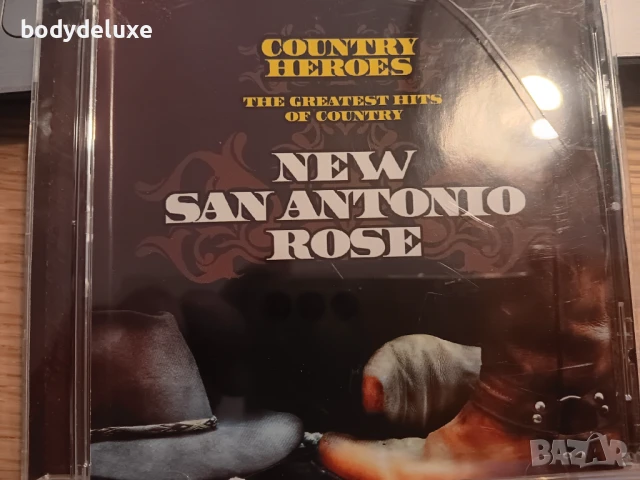 bodydeluxe
COUNTRY
HEROES
THE GREATEST HITS
OF COUNTRY
NEW
SAN ANTONIO
ROSE
BAZAR